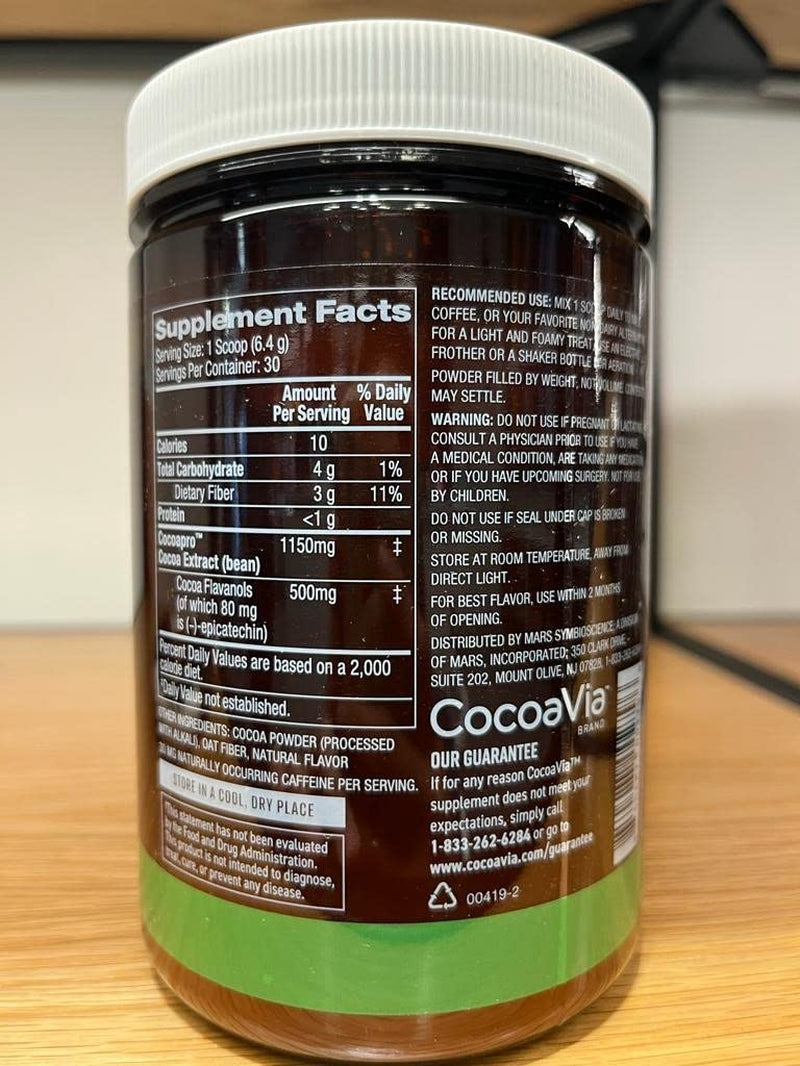 Supplement Facts
Serving Size: 1 Scoop (6.4 g)
Servings Per Container: 30
Amount Per Serving % Daily Value
Calories 10
Total Carbohydrate 4 g 1%
Dietary Fiber 3 g 11%
Protein <1 g
Cocoapro™ 1150mg ‡
Cocoa Extract (bean)
Cocoa Flavanols 500mg ‡
(of which 80 mg
is (-)-epicatechin)
Percent Daily Values are based on a 2,000
calorie diet.
Daily Value not established.
OTHER INGREDIENTS: COCOA POWDER (PROCESSED
WITH ALKALI), OAT FIBER, NATURAL FLAVOR
MG NATURALLY OCCURRING CAFFEINE PER SERVING.
STORE IN A COOL, DRY PLACE
This statement has not been evaluated
by the Food and Drug Administration.
This product is not intended to diagnose,
treat, cure, or prevent any disease.
RECOMMENDED USE: MIX 1 DAILY
COFFEE, OR YOUR FAVORITE
FOR A LIGHT AND FOAMY TREAT, USE AN
FROTHER OR A SHAKER BOTTLE AERATION
POWDER FILLED BY WEIGHT, NOT VOLUME
MAY SETTLE.
WARNING: DO NOT USE IF PREGNANT
CONSULT A PHYSICIAN PRIOR TO USE IF YOU HAVE
A MEDICAL CONDITION, ARE TAKING ANY
OR IF YOU HAVE UPCOMING SURGERY. NOT FOR USE
BY CHILDREN.
DO NOT USE IF SEAL UNDER CAP IS BROKEN
OR MISSING.
STORE AT ROOM TEMPERATURE, AWAY FROM
DIRECT LIGHT.
FOR BEST FLAVOR, USE WITHIN 2 MONTHS
OF OPENING.
DISTRIBUTED BY MARS SYMBIOSCIENCE, A
OF MARS, INCORPORATED; 350 CLARK DRIVE
SUITE 202, MOUNT OLIVE, NJ 07828,
CocoaVia™
BRAND
OUR GUARANTEE
If for any reason CocoaVia™
supplement does not meet your
expectations, simply call
1-833-262-6284 or go to
www.cocoavia.com/guarantee
00419-2